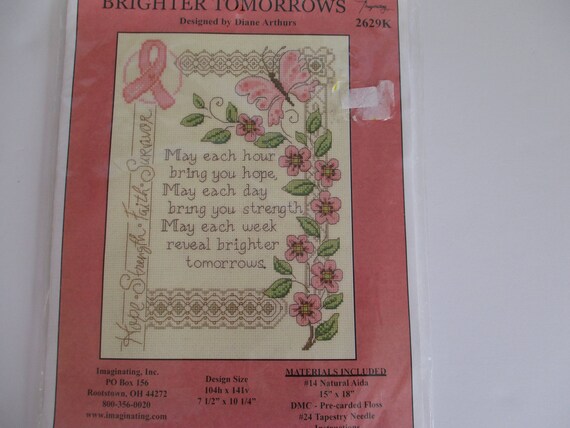 BRIGHTER TOMORROWS
Designed by Diane Arthurs
Imaginating
2629K
May each hour
bring you hope,
May each day
bring you strength
May each week
reveal brighter
tomorrows.
Hope • Strength • Faith • Survivor
Imaginating, Inc.
PO Box 156
Rootstown, OH 44272
800-356-0020
www.imaginating.com
Design Size
104h x 141v
7 1/2" x 10 1/4"
MATERIALS INCLUDED
#14 Natural Aida
15" x 18"
DMC - Pre-carded Floss
#24 Tapestry Needle
Instructions